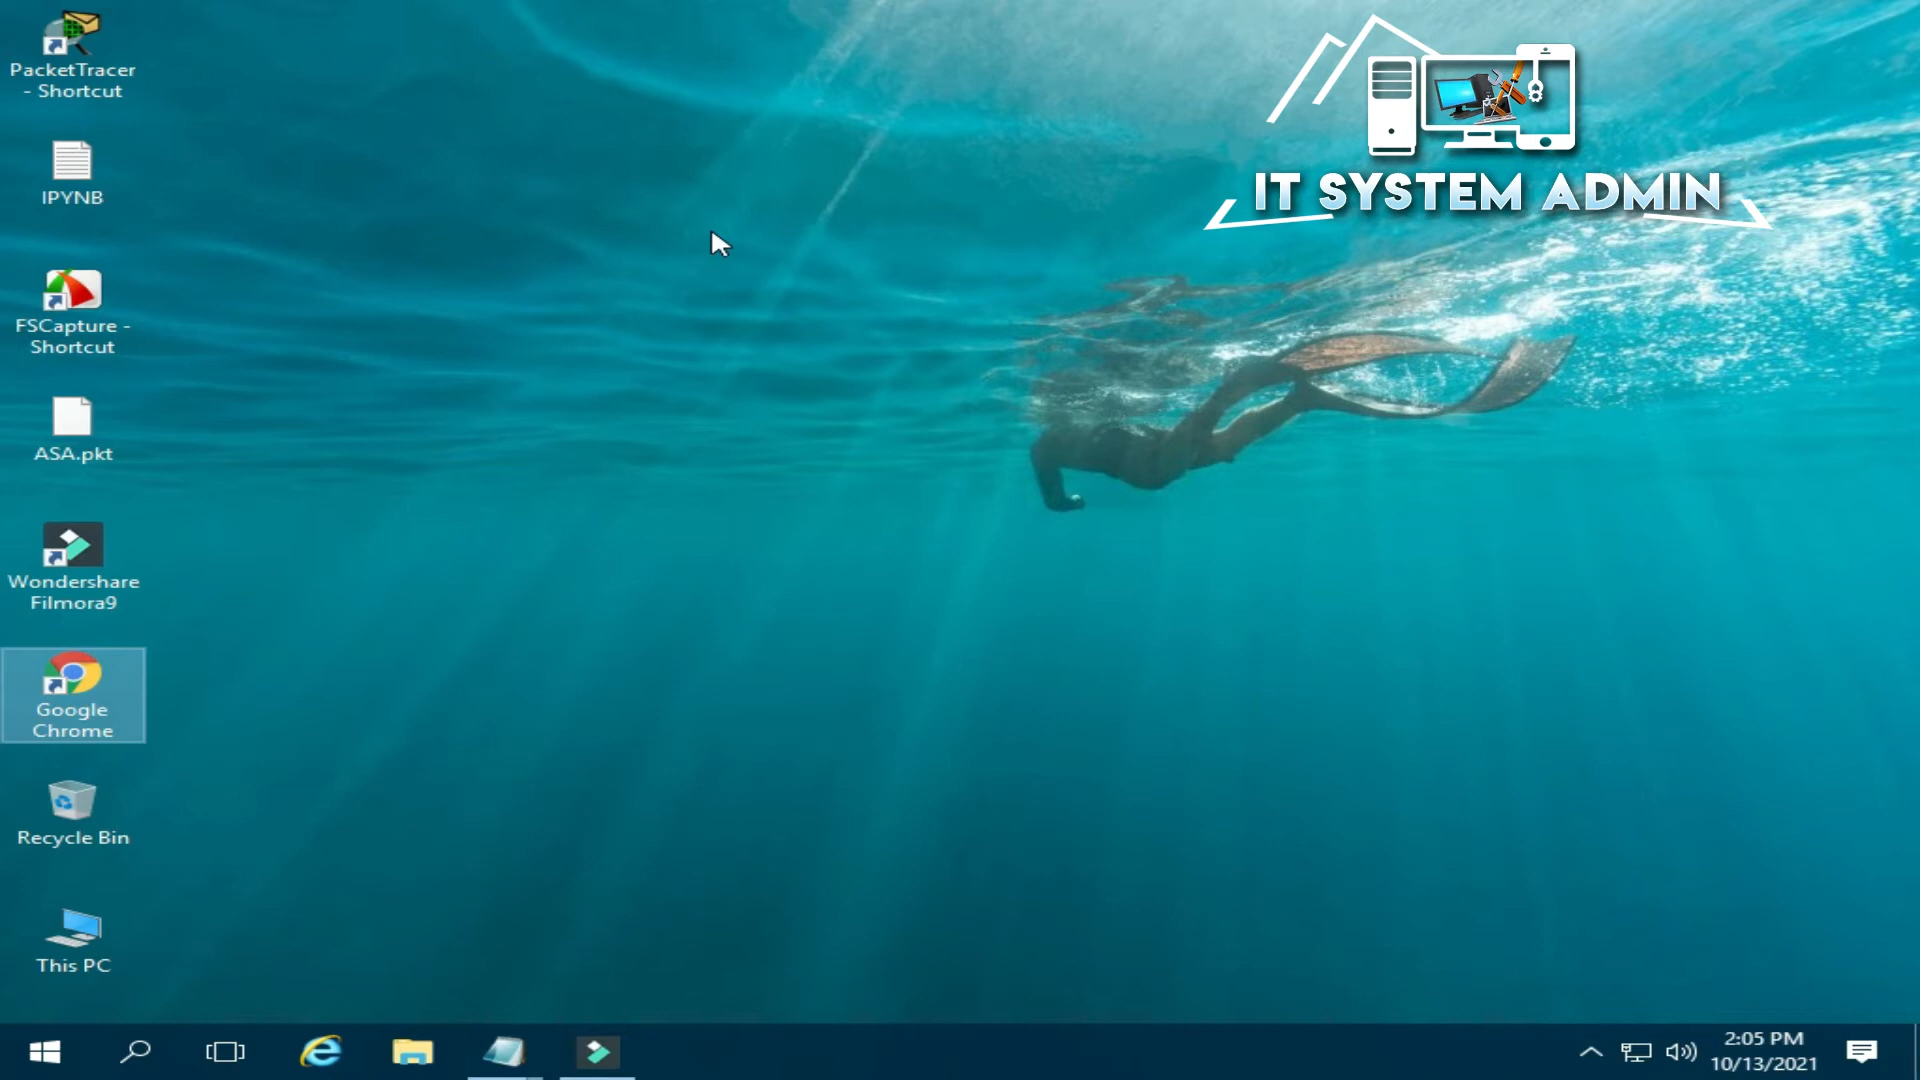 PacketTracer
- Shortcut
IPYNB
FSCapture -
Shortcut
ASA.pkt
Wondershare
Filmora9
Google
Chrome
Recycle Bin
This PC
IT SYSTEM ADMIN
2:05 PM
10/13/2021